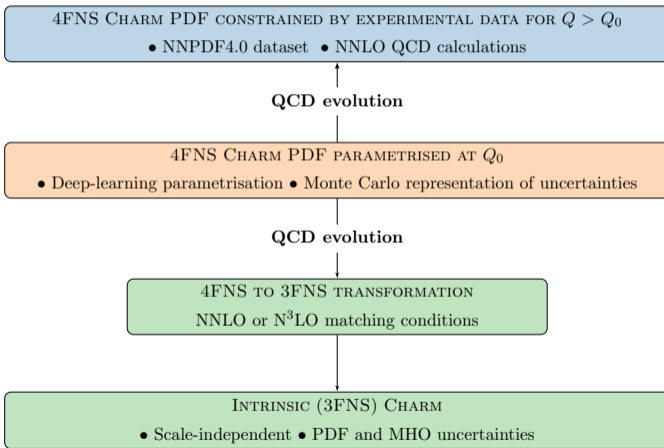 4FNS Charm PDF constrained by experimental data for Q > Q₀
• NNPDF4.0 dataset • NNLO QCD calculations
QCD evolution
4FNS Charm PDF parametrised at Q₀
• Deep-learning parametrisation • Monte Carlo representation of uncertainties
QCD evolution
4FNS to 3FNS transformation
NNLO or N³LO matching conditions
Intrinsic (3FNS) Charm
• Scale-independent • PDF and MHO uncertainties